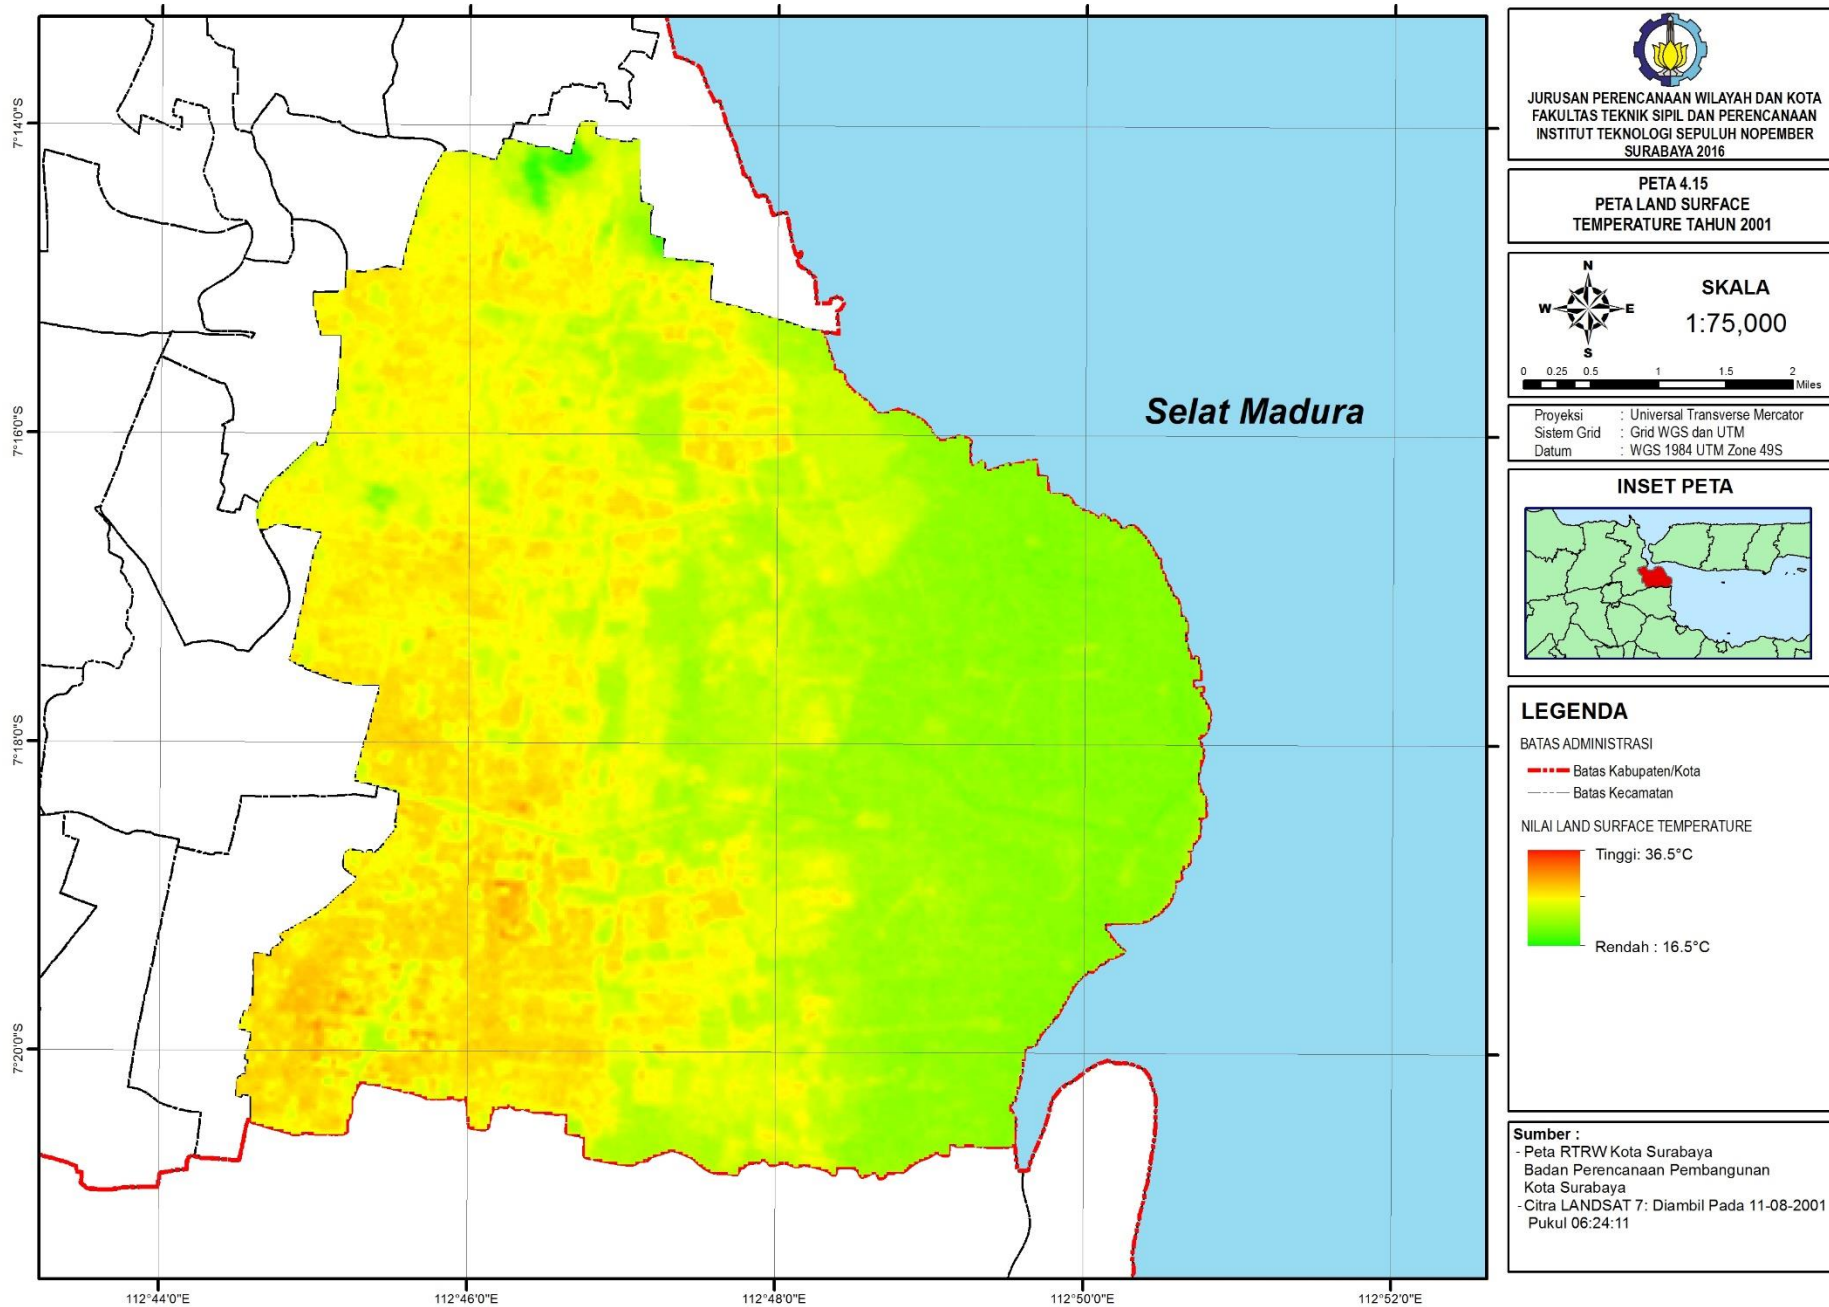 JURUSAN PERENCANAAN WILAYAH DAN KOTA
FAKULTAS TEKNIK SIPIL DAN PERENCANAAN
INSTITUT TEKNOLOGI SEPULUH NOPEMBER
SURABAYA 2016
PETA 4.15
PETA LAND SURFACE
TEMPERATURE TAHUN 2001
N
W E
S
SKALA
1:75,000
0 0.25 0.5 1 1.5 2
Miles
Proyeksi : Universal Transverse Mercator
Sistem Grid : Grid WGS dan UTM
Datum : WGS 1984 UTM Zone 49S
INSET PETA
LEGENDA
BATAS ADMINISTRASI
Batas Kabupaten/Kota
Batas Kecamatan
NILAI LAND SURFACE TEMPERATURE
Tinggi: 36.5°C
Rendah : 16.5°C
Sumber :
- Peta RTRW Kota Surabaya
Badan Perencanaan Pembangunan
Kota Surabaya
- Citra LANDSAT 7: Diambil Pada 11-08-2001
Pukul 06:24:11
Selat Madura
7°14'0"S
7°16'0"S
7°18'0"S
7°20'0"S
112°44'0"E 112°46'0"E 112°48'0"E 112°50'0"E 112°52'0"E